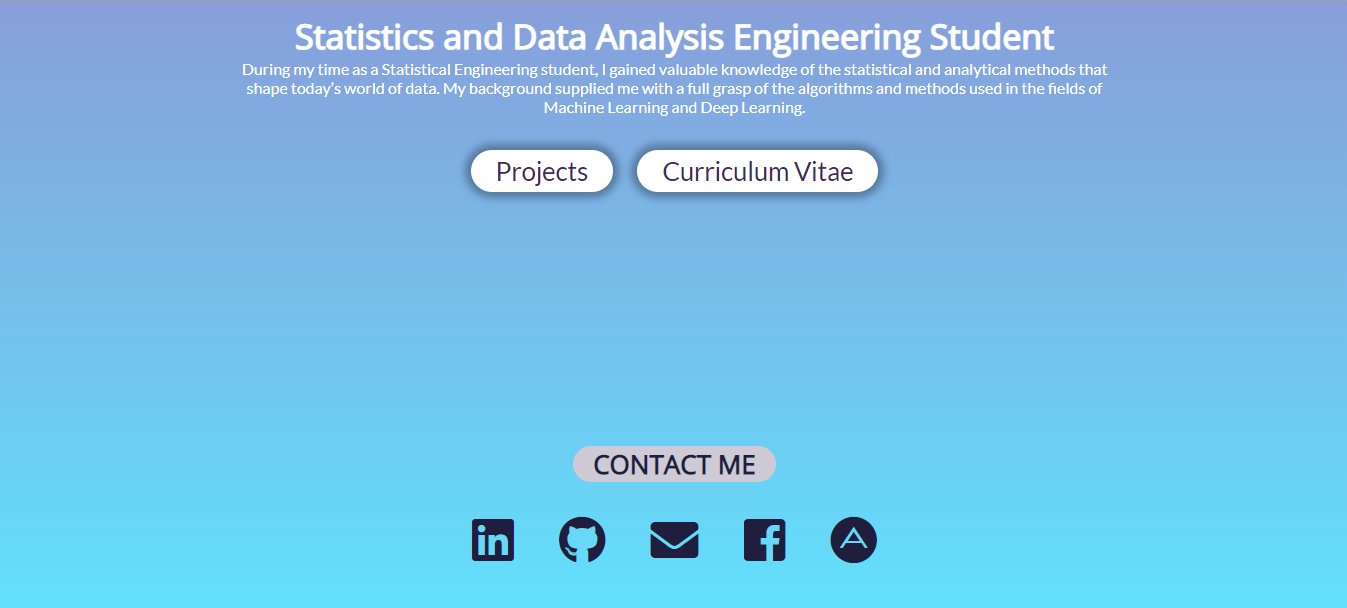 Statistics and Data Analysis Engineering Student
During my time as a Statistical Engineering student, I gained valuable knowledge of the statistical and analytical methods that
shape today's world of data. My background supplied me with a full grasp of the algorithms and methods used in the fields of
Machine Learning and Deep Learning.
Projects Curriculum Vitae
CONTACT ME
in